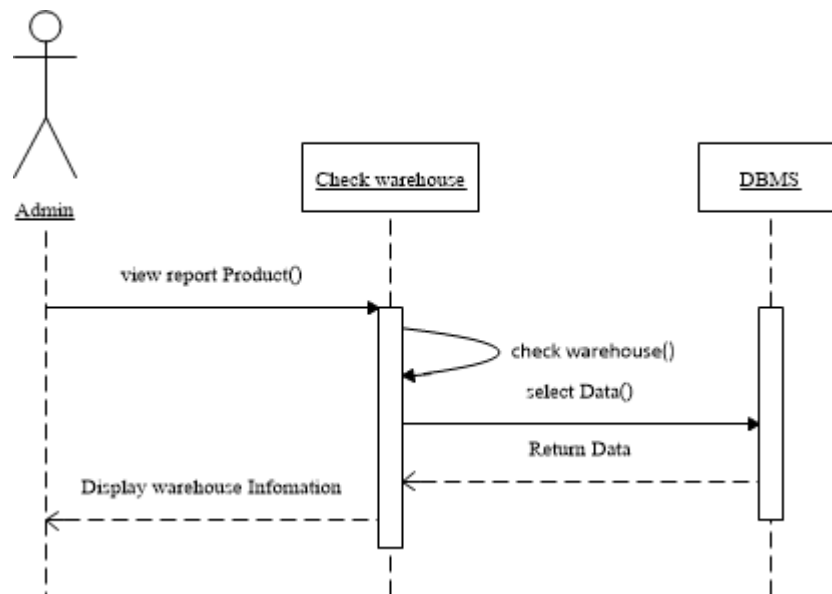 Check warehouse
DBMS
Admin
view report Product()
check warehouse()
select Data()
Return Data
Display warehouse Infomation